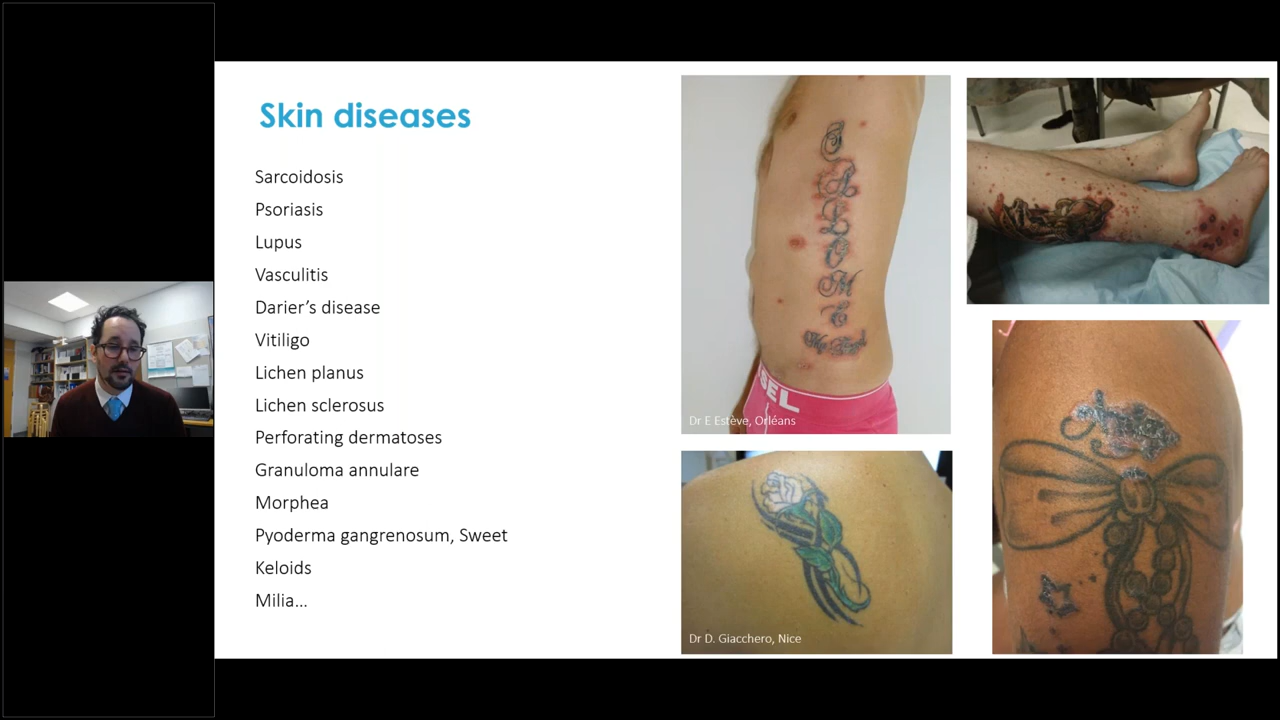 Skin diseases
Sarcoidosis
Psoriasis
Lupus
Vasculitis
Darier’s disease
Vitiligo
Lichen planus
Lichen sclerosus
Perforating dermatoses
Granuloma annulare
Morphea
Pyoderma gangrenosum, Sweet
Keloids
Milia...
SEL
Dr E Estève, Orléans
Dr D. Giacchero, Nice